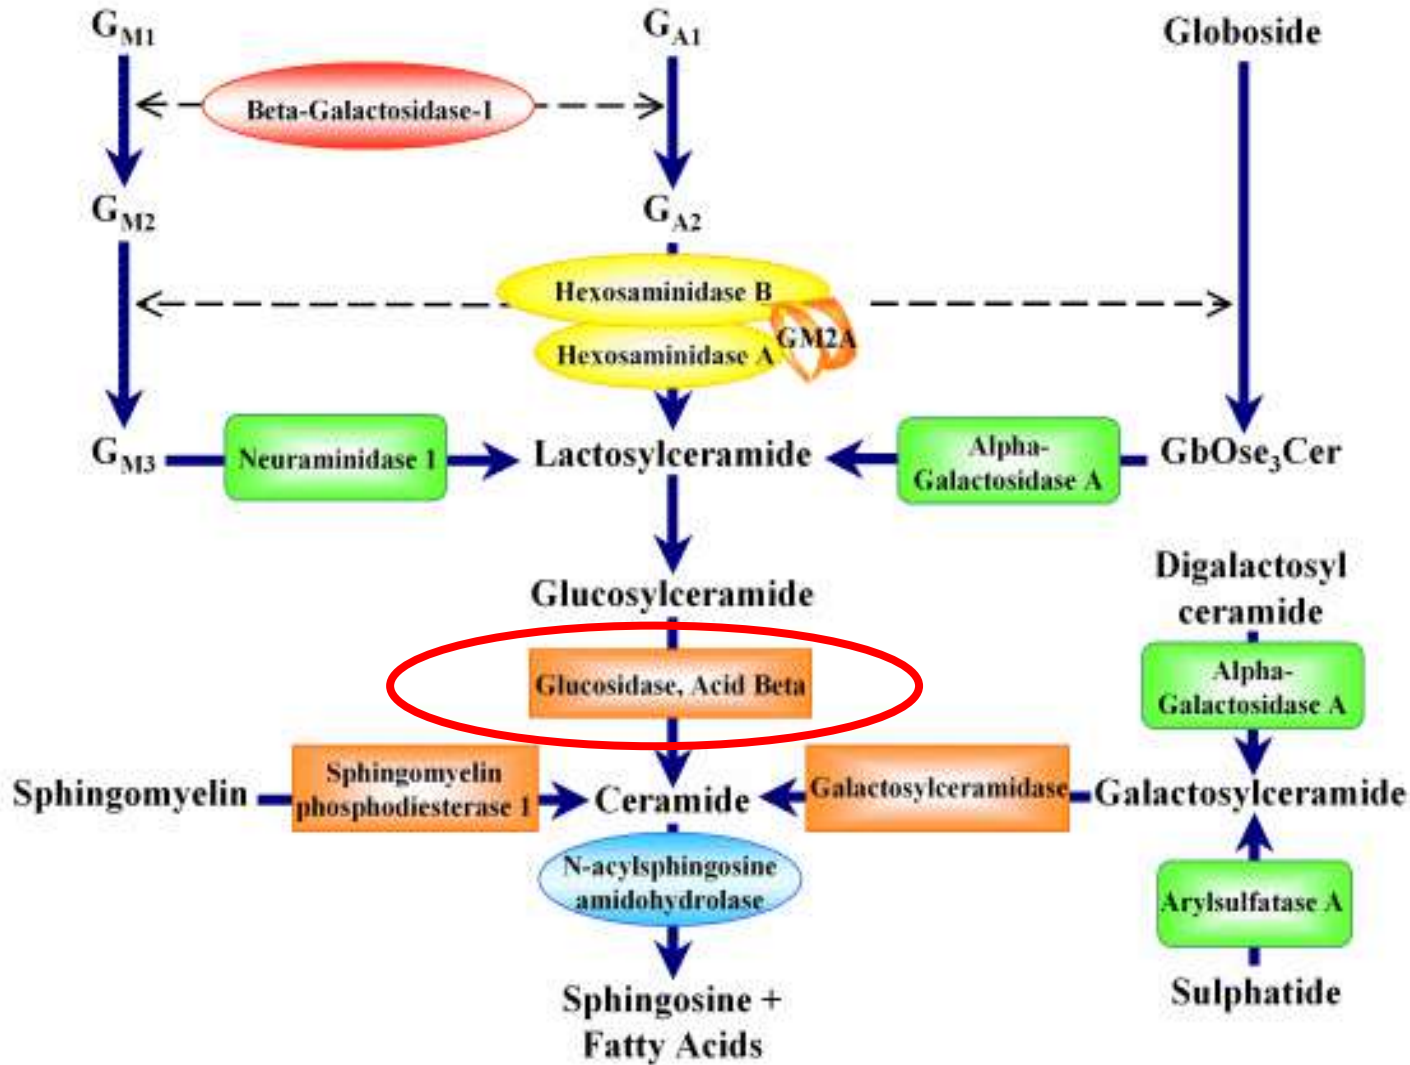 GM1
GA1
Globoside
Beta-Galactosidase-1
GM2
GA2
Hexosaminidase B
GM2A
Hexosaminidase A
GM3
Neuraminidase 1
Lactosylceramide
Alpha-
Galactosidase A
GbOse3Cer
Glucosylceramide
Digalactosyl
ceramide
Glucosidase, Acid Beta
Alpha-
Galactosidase A
Sphingomyelin
Sphingomyelin
phosphodiesterase 1
Ceramide
Galactosylceramidase
Galactosylceramide
N-acylsphingosine
amidohydrolase
Arylsulfatase A
Sphingosine +
Fatty Acids
Sulphatide